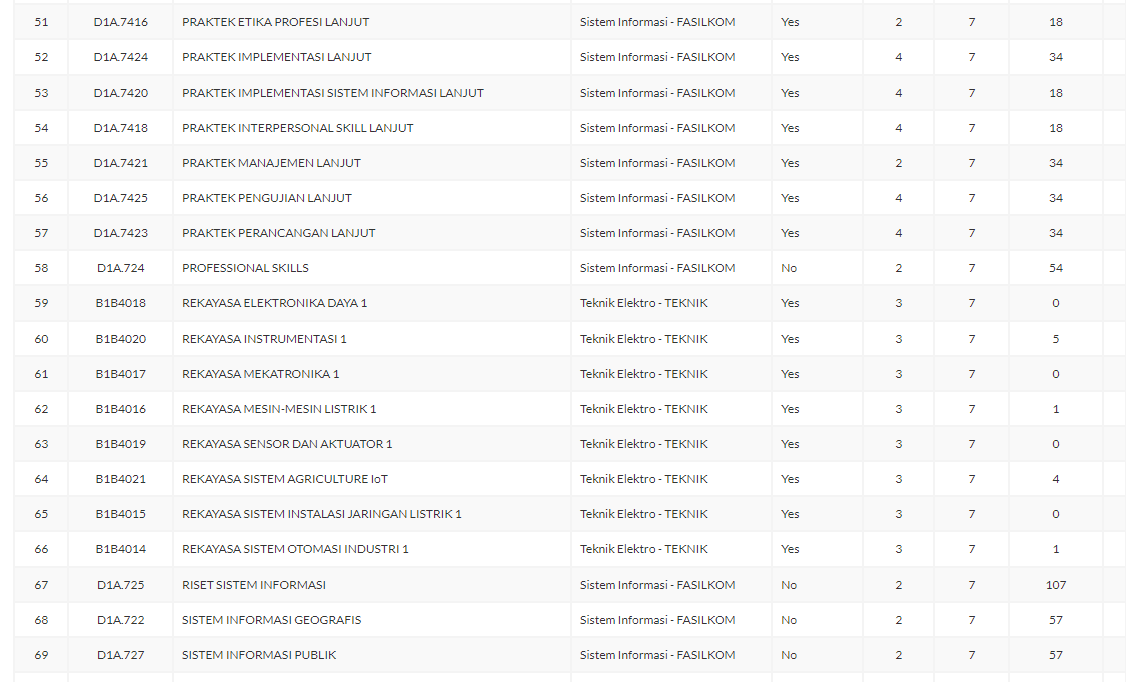 51 D1A.7416 PRAKTEK ETIKA PROFESI LANJUT Sistem Informasi - FASILKOM Yes 2 7 18
52 D1A.7424 PRAKTEK IMPLEMENTASI LANJUT Sistem Informasi - FASILKOM Yes 4 7 34
53 D1A.7420 PRAKTEK IMPLEMENTASI SISTEM INFORMASI LANJUT Sistem Informasi - FASILKOM Yes 4 7 18
54 D1A.7418 PRAKTEK INTERPERSONAL SKILL LANJUT Sistem Informasi - FASILKOM Yes 4 7 18
55 D1A.7421 PRAKTEK MANAJEMEN LANJUT Sistem Informasi - FASILKOM Yes 2 7 34
56 D1A.7425 PRAKTEK PENGUJIAN LANJUT Sistem Informasi - FASILKOM Yes 4 7 34
57 D1A.7423 PRAKTEK PERANCANGAN LANJUT Sistem Informasi - FASILKOM Yes 4 7 34
58 D1A.724 PROFESSIONAL SKILLS Sistem Informasi - FASILKOM No 2 7 54
59 B1B4018 REKAYASA ELEKTRONIKA DAYA 1 Teknik Elektro - TEKNIK Yes 3 7 0
60 B1B4020 REKAYASA INSTRUMENTASI 1 Teknik Elektro - TEKNIK Yes 3 7 5
61 B1B4017 REKAYASA MEKATRONIKA 1 Teknik Elektro - TEKNIK Yes 3 7 0
62 B1B4016 REKAYASA MESIN-MESIN LISTRIK 1 Teknik Elektro - TEKNIK Yes 3 7 1
63 B1B4019 REKAYASA SENSOR DAN AKTUATOR 1 Teknik Elektro - TEKNIK Yes 3 7 0
64 B1B4021 REKAYASA SISTEM AGRICULTURE IoT Teknik Elektro - TEKNIK Yes 3 7 4
65 B1B4015 REKAYASA SISTEM INSTALASI JARINGAN LISTRIK 1 Teknik Elektro - TEKNIK Yes 3 7 0
66 B1B4014 REKAYASA SISTEM OTOMASI INDUSTRI 1 Teknik Elektro - TEKNIK Yes 3 7 1
67 D1A.725 RISET SISTEM INFORMASI Sistem Informasi - FASILKOM No 2 7 107
68 D1A.722 SISTEM INFORMASI GEOGRAFIS Sistem Informasi - FASILKOM No 2 7 57
69 D1A.727 SISTEM INFORMASI PUBLIK Sistem Informasi - FASILKOM No 2 7 57